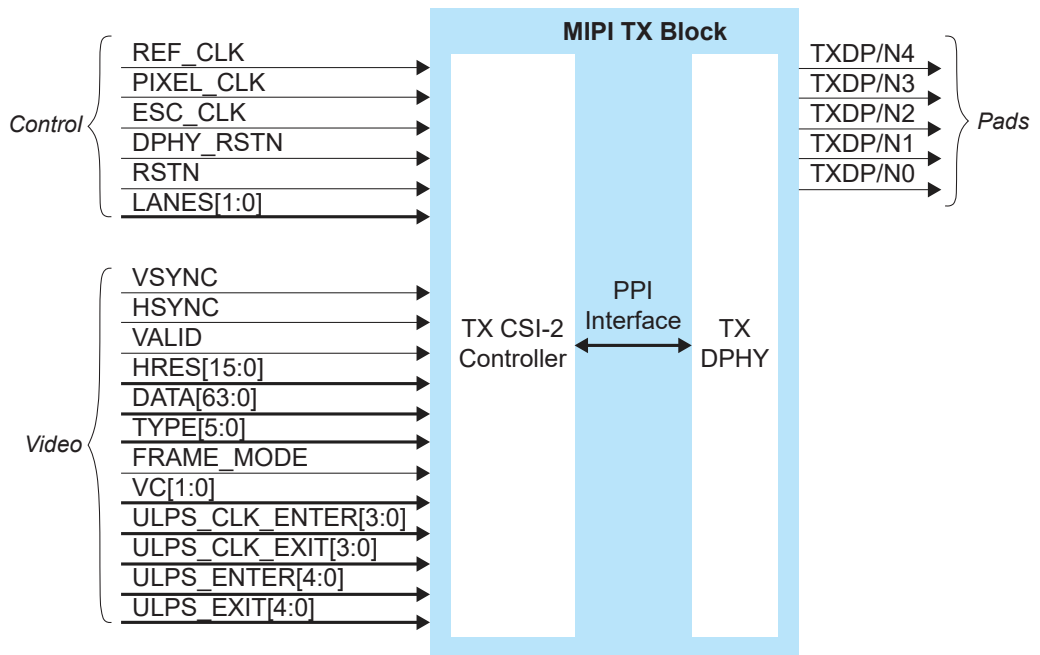 MIPI TX Block
Control
REF_CLK
PIXEL_CLK
ESC_CLK
DPHY_RSTN
RSTN
LANES[1:0]
Video
VSYNC
HSYNC
VALID
HRES[15:0]
DATA[63:0]
TYPE[5:0]
FRAME_MODE
VC[1:0]
ULPS_CLK_ENTER[3:0]
ULPS_CLK_EXIT[3:0]
ULPS_ENTER[4:0]
ULPS_EXIT[4:0]
TX CSI-2
Controller
PPI
Interface
TX
DPHY
TXDP/N4
TXDP/N3
TXDP/N2
TXDP/N1
TXDP/N0
Pads